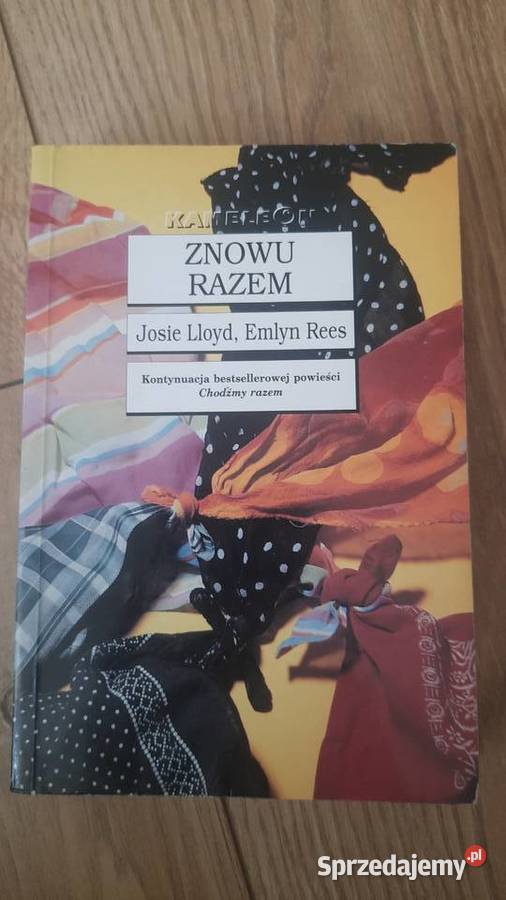 KAMELEON
ZNOWU
RAZEM
Josie Lloyd, Emlyn Rees
Kontynuacja bestsellerowej powieści
Chodźmy razem
Sprzedajemy.pl